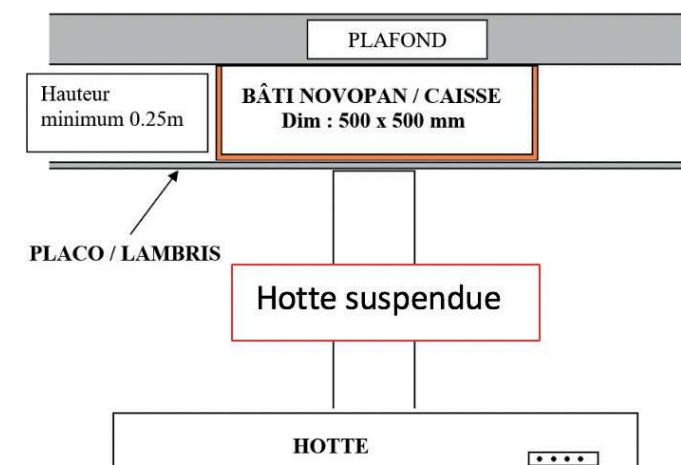 PLAFOND
Hauteur
minimum 0.25m
BÂTI NOVOPAN / CAISSE
Dim : 500 x 500 mm
PLACO / LAMBRIS
Hotte suspendue
HOTTE